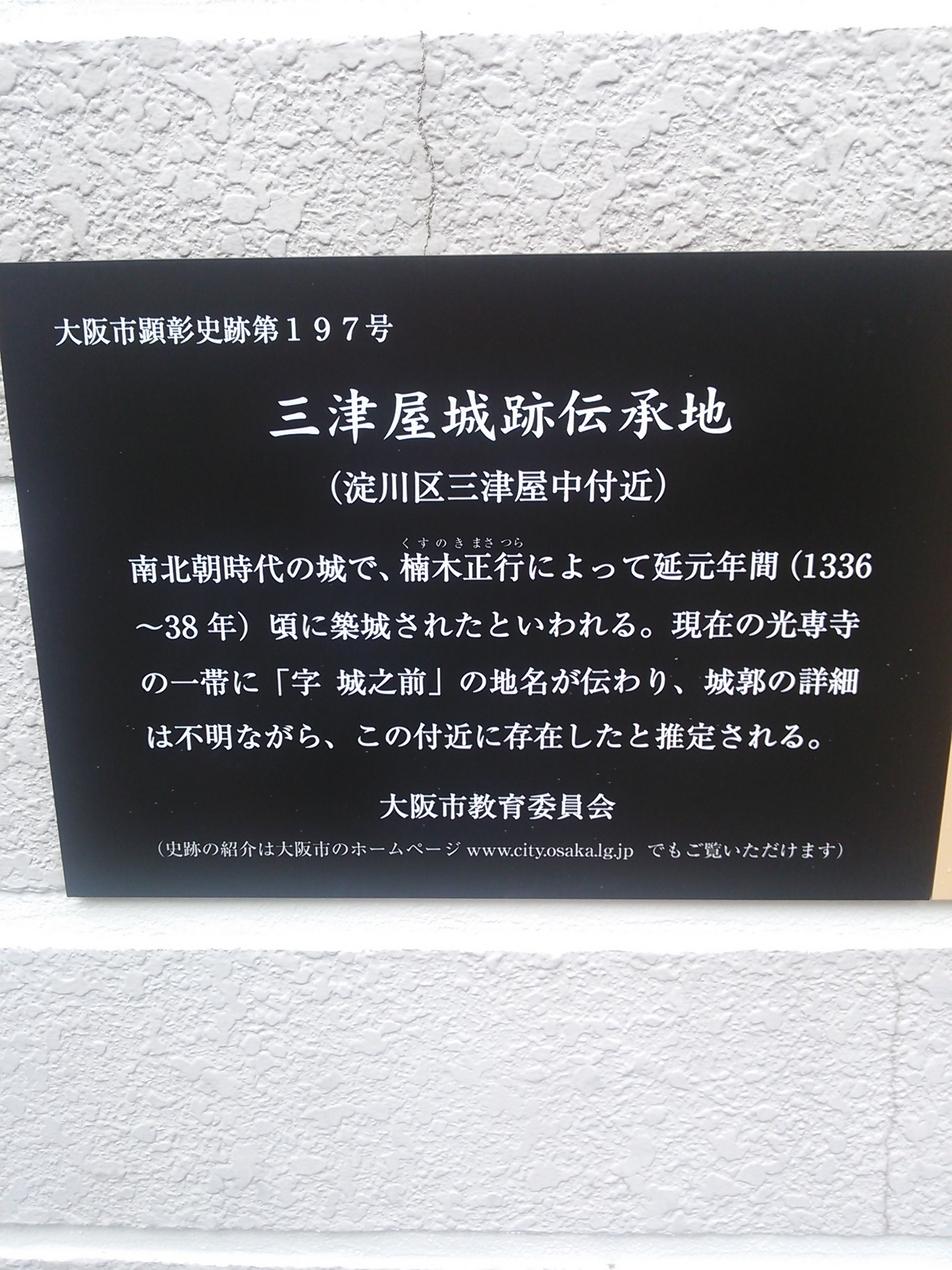 大阪市顕彰史跡第１９７号
三津屋城跡伝承地
（淀川区三津屋中付近）
くすのきまさつら
南北朝時代の城で、楠木正行によって延元年間（1336
～38 年）頃に築城されたといわれる。現在の光専寺
の一帯に「字 城之前」の地名が伝わり、城郭の詳細
は不明ながら、この付近に存在したと推定される。
大阪市教育委員会
（史跡の紹介は大阪市のホームページ www.city.osaka.lg.jp でもご覧いただけます）